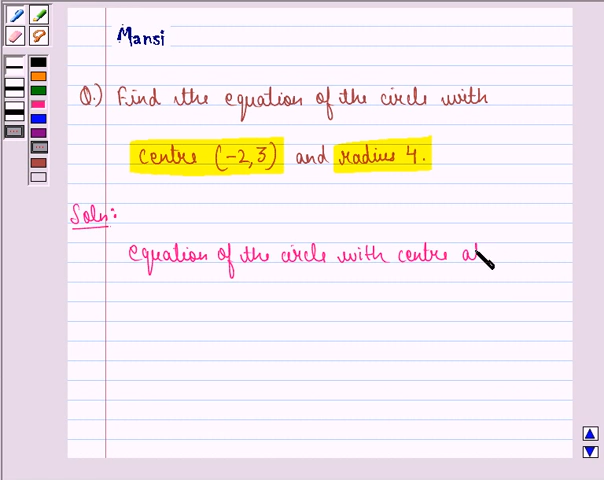 Mansi
Q.) Find the equation of the circle with
centre (-2,3) and radius 4.
Soln:
equation of the circle with centre at